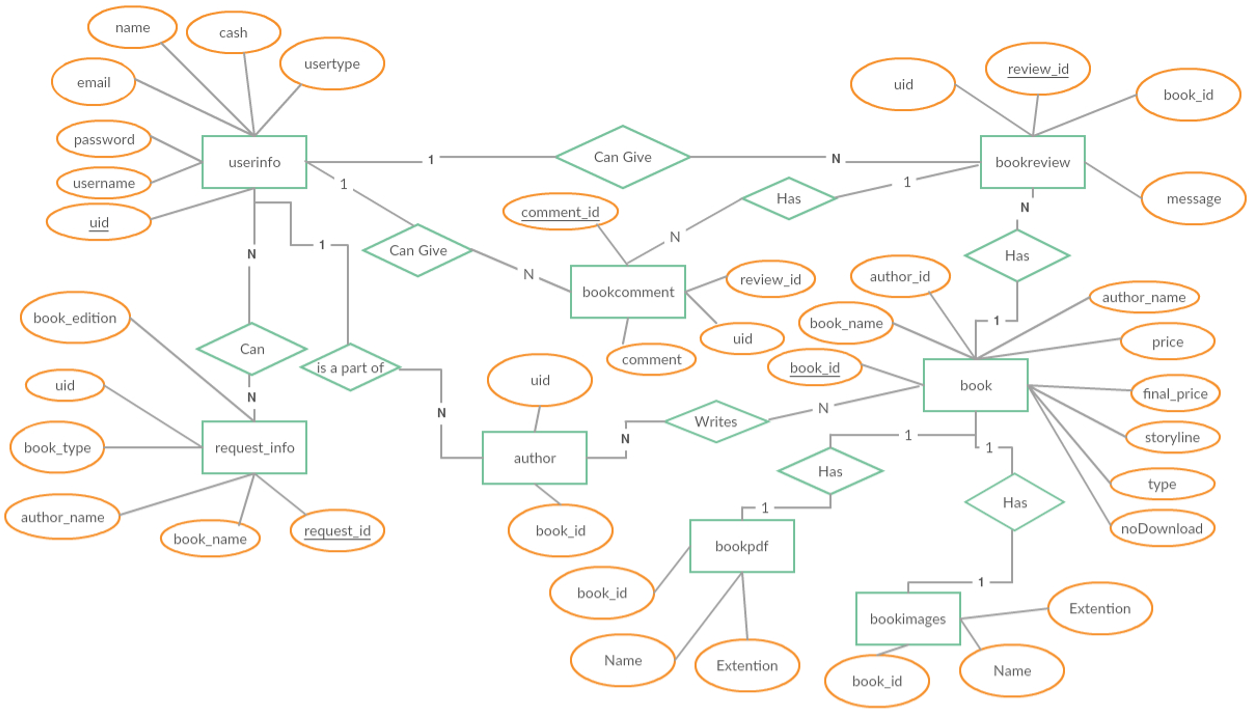 name
cash
usertype
email
password
username
uid
userinfo
1
Can Give
N
uid
review_id
book_id
bookreview
message
1
Can Give
N
comment_id
Has
1
N
bookcomment
review_id
uid
comment
N
Has
1
N
1
Can
N
is a part of
N
book_edition
uid
book_type
author_name
book_name
request_id
request_info
uid
author
book_id
N
Writes
N
author_id
book_name
book_id
author_name
price
final_price
storyline
type
noDownload
book
1
Has
1
bookpdf
book_id
Name
Extention
1
Has
1
bookimages
Extention
Name
book_id